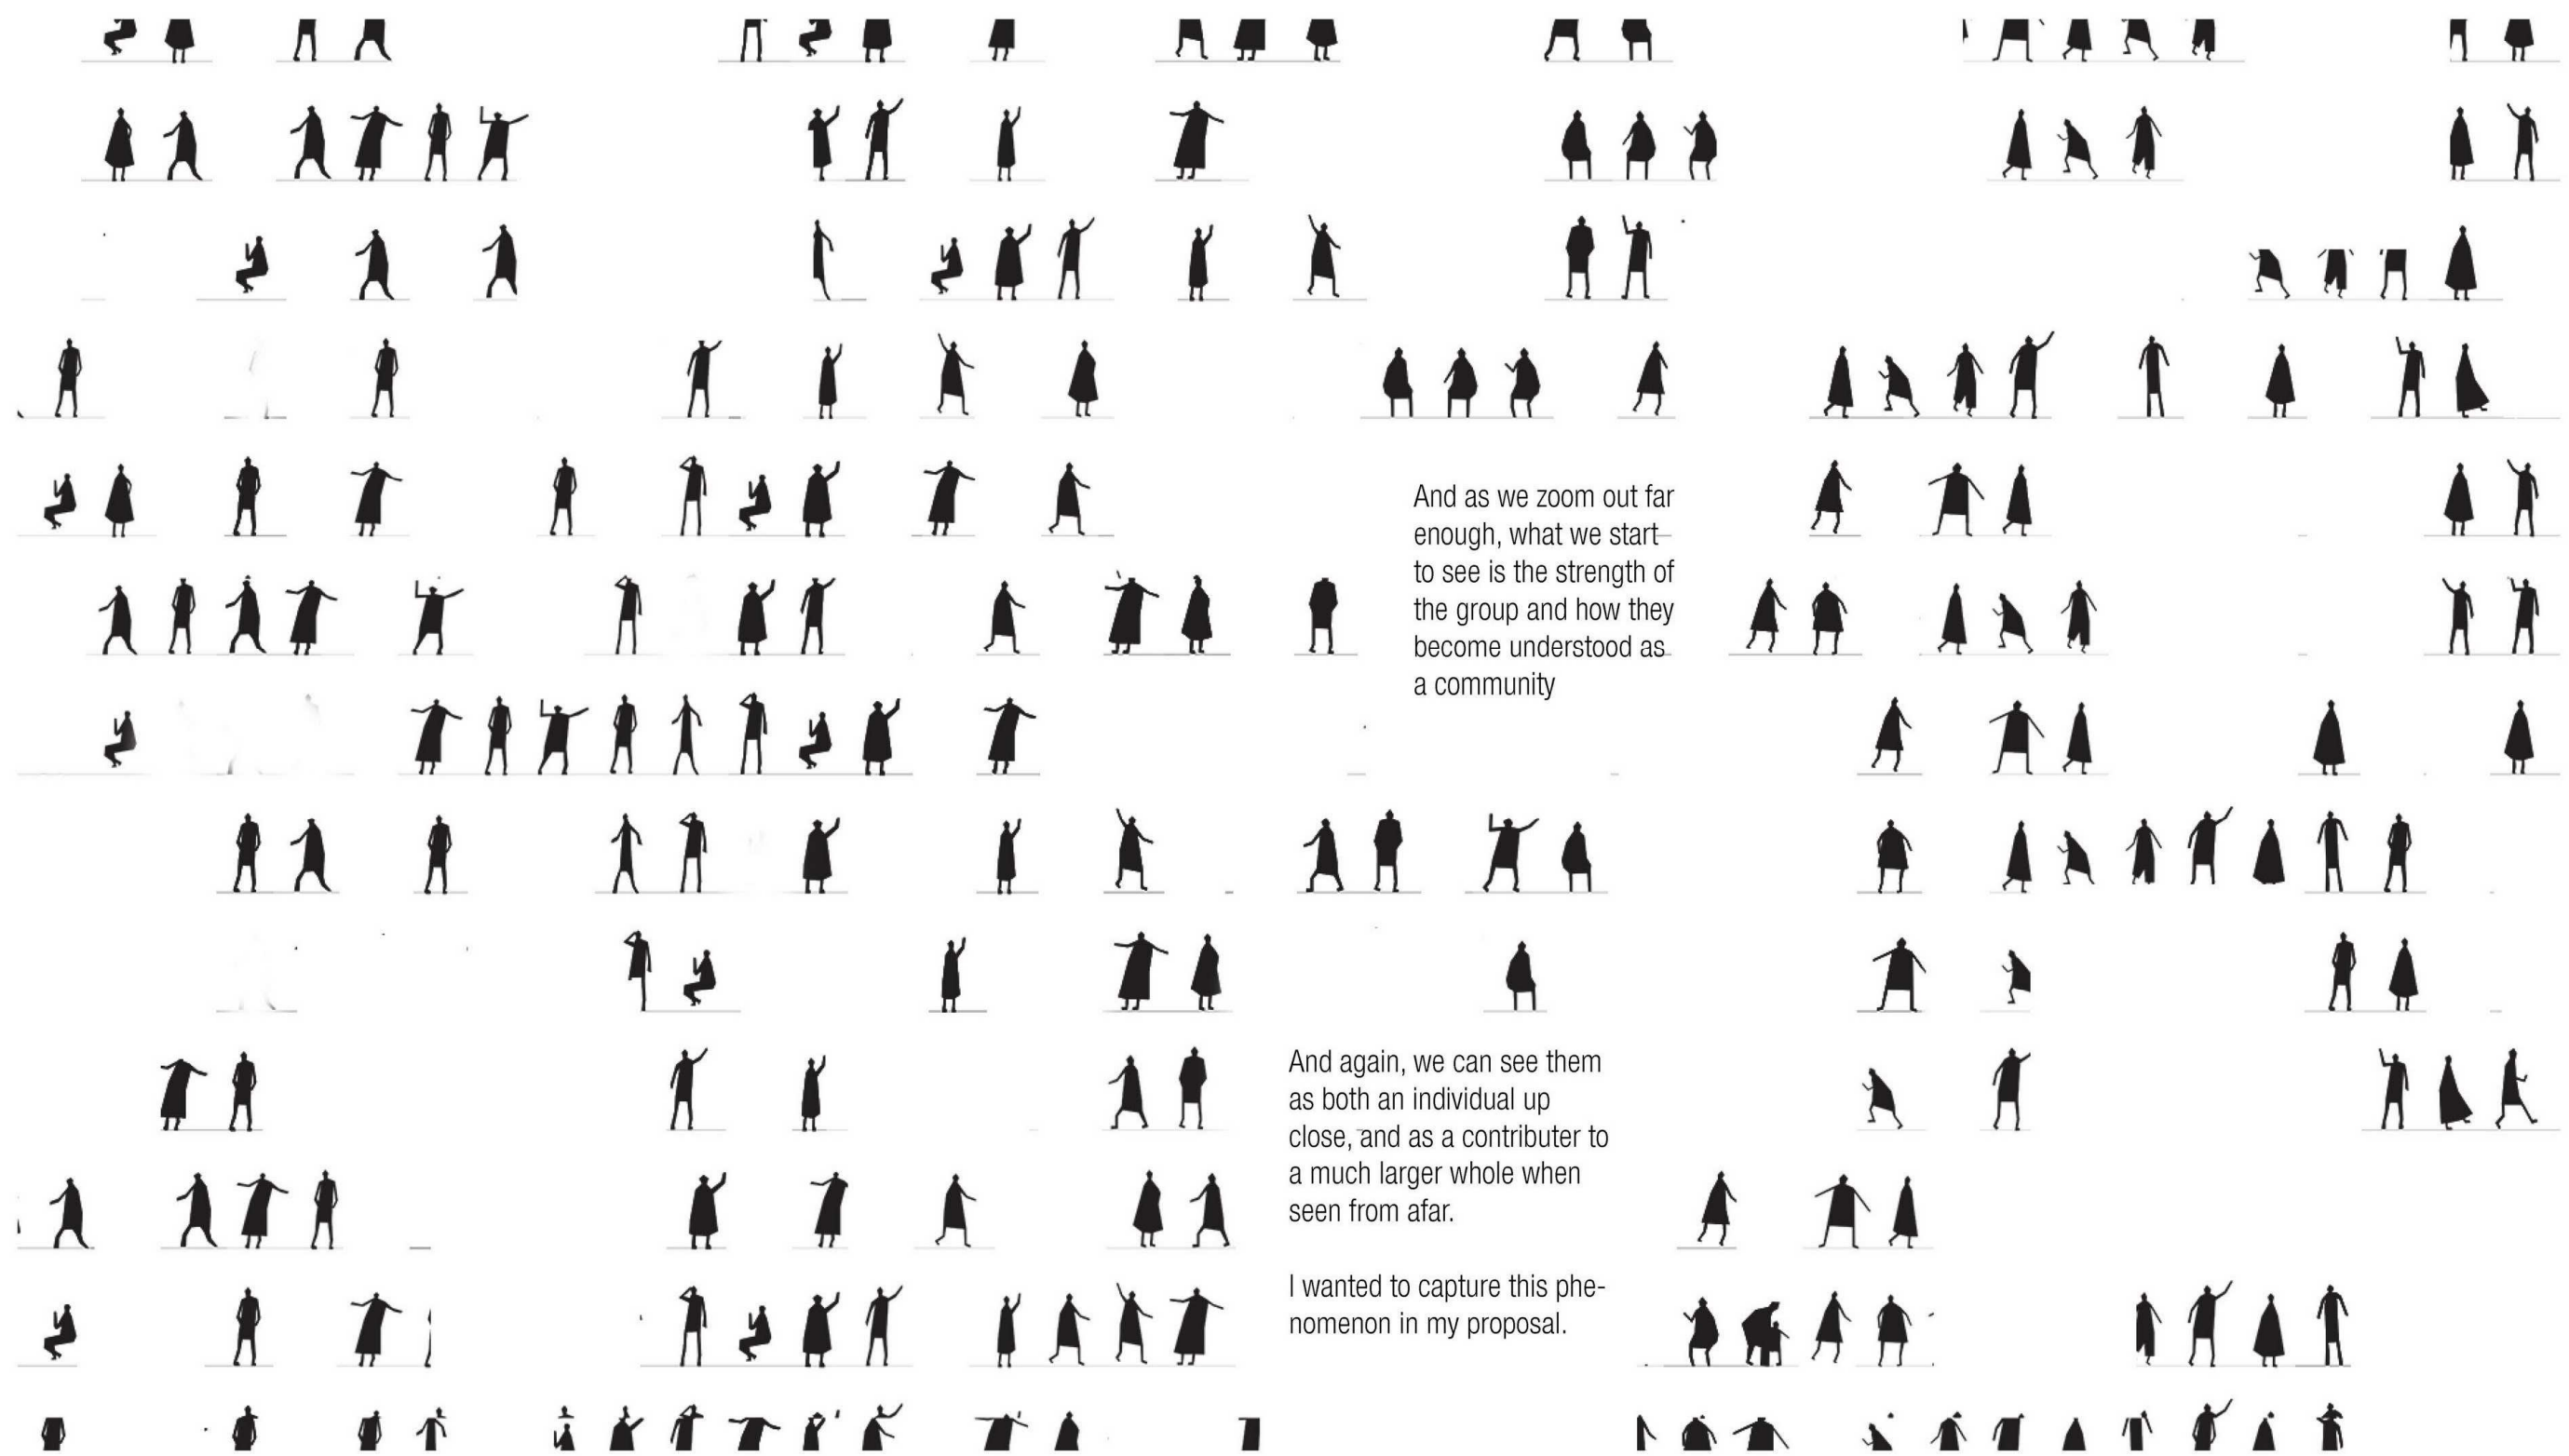 And as we zoom out far
enough, what we start
to see is the strength of
the group and how they
become understood as
a community
And again, we can see them
as both an individual up
close, and as a contributer to
a much larger whole when
seen from afar.
I wanted to capture this phe-
nomenon in my proposal.